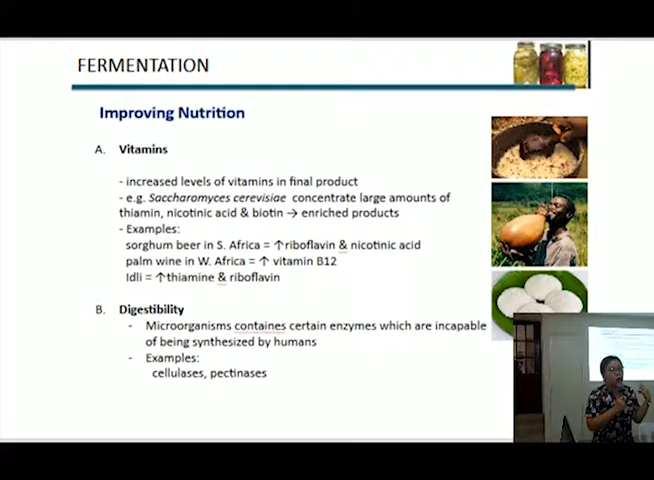 FERMENTATION
Improving Nutrition
A. Vitamins
- increased levels of vitamins in final product
- e.g. Saccharomyces cerevisiae concentrate large amounts of
thiamin, nicotinic acid & biotin → enriched products
- Examples:
sorghum beer in S. Africa = ↑riboflavin & nicotinic acid
palm wine in W. Africa = ↑ vitamin B12
Idli = ↑thiamine & riboflavin
B. Digestibility
- Microorganisms containes certain enzymes which are incapable
of being synthesized by humans
- Examples:
cellulases, pectinases